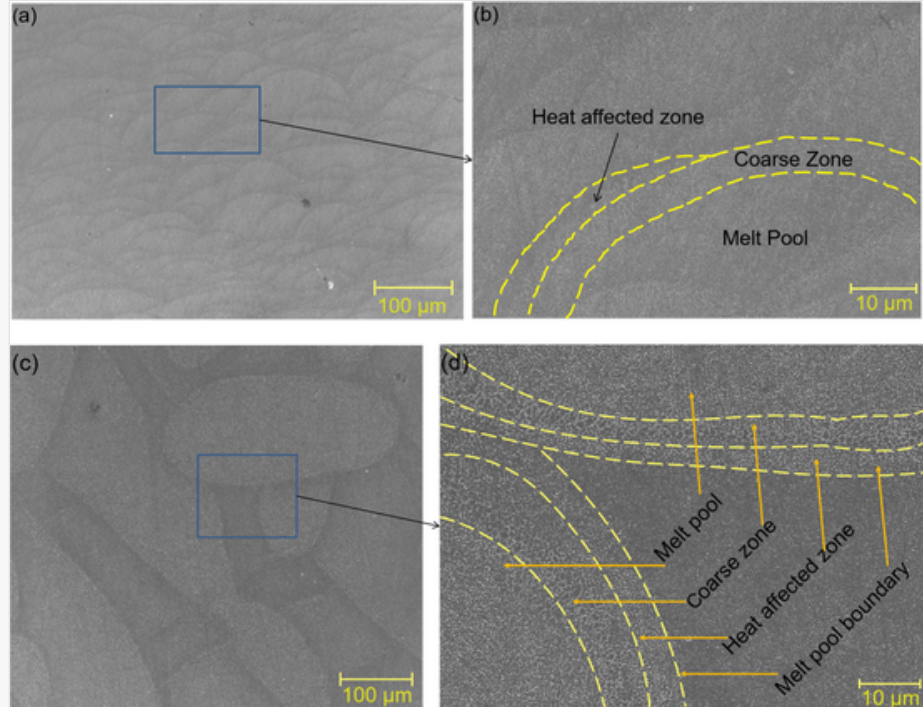 (a)
100 μm
(b)
Heat affected zone
Coarse Zone
Melt Pool
10 μm
(c)
100 μm
(d)
Melt pool
Coarse zone
Heat affected zone
Melt pool boundary
10 μm